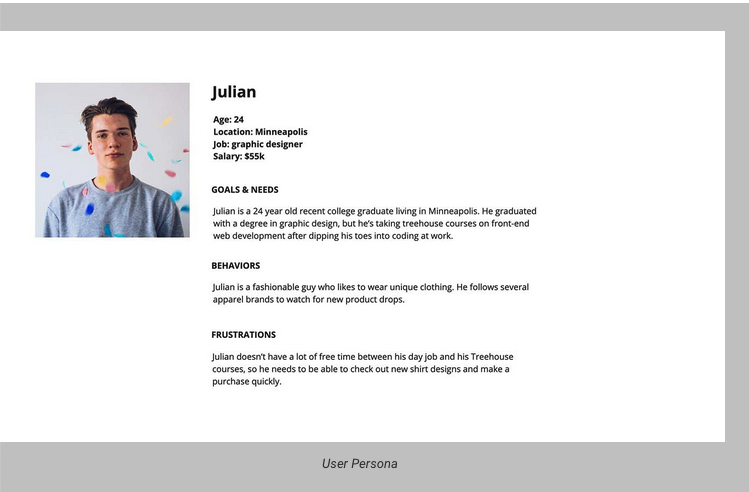 Julian
Age: 24
Location: Minneapolis
Job: graphic designer
Salary: $55k
GOALS & NEEDS
Julian is a 24 year old recent college graduate living in Minneapolis. He graduated
with a degree in graphic design, but he's taking treehouse courses on front-end
web development after dipping his toes into coding at work.
BEHAVIORS
Julian is a fashionable guy who likes to wear unique clothing. He follows several
apparel brands to watch for new product drops.
FRUSTRATIONS
Julian doesn't have a lot of free time between his day job and his Treehouse
courses, so he needs to be able to check out new shirt designs and make a
purchase quickly.
User Persona